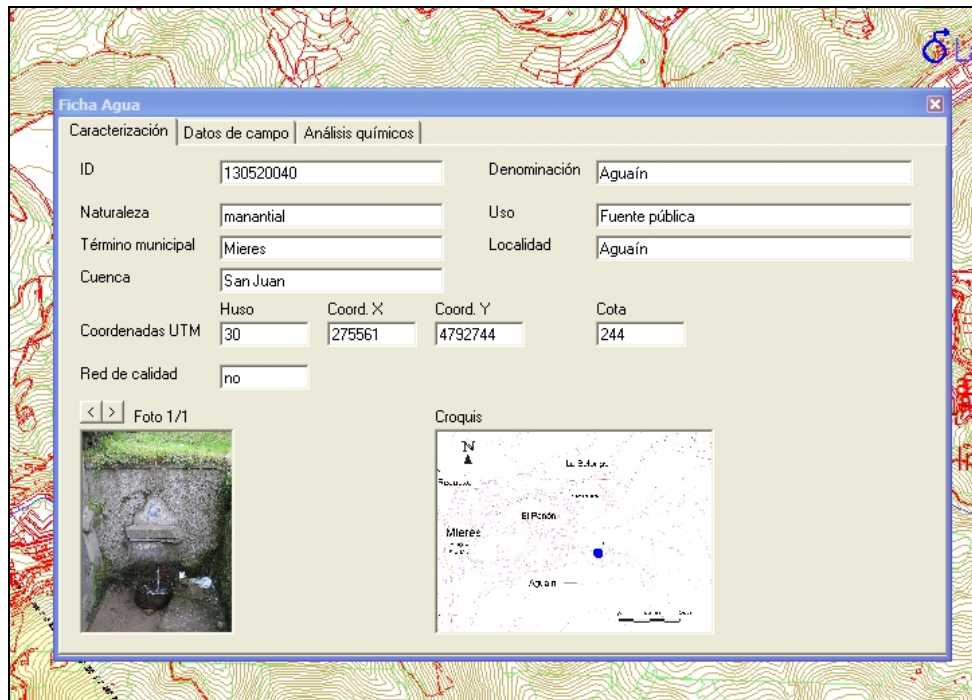 Ficha Agua
Caracterización Datos de campo Análisis químicos
ID 130520040 Denominación Aguaín
Naturaleza manantial Uso Fuente pública
Término municipal Mieres Localidad Aguaín
Cuenca San Juan
Huso Coord. X Coord. Y Cota
Coordenadas UTM 30 275561 4792744 244
Red de calidad no
< > Foto 1/1 Croquis
N
El Panón
Mieres
Aguaín